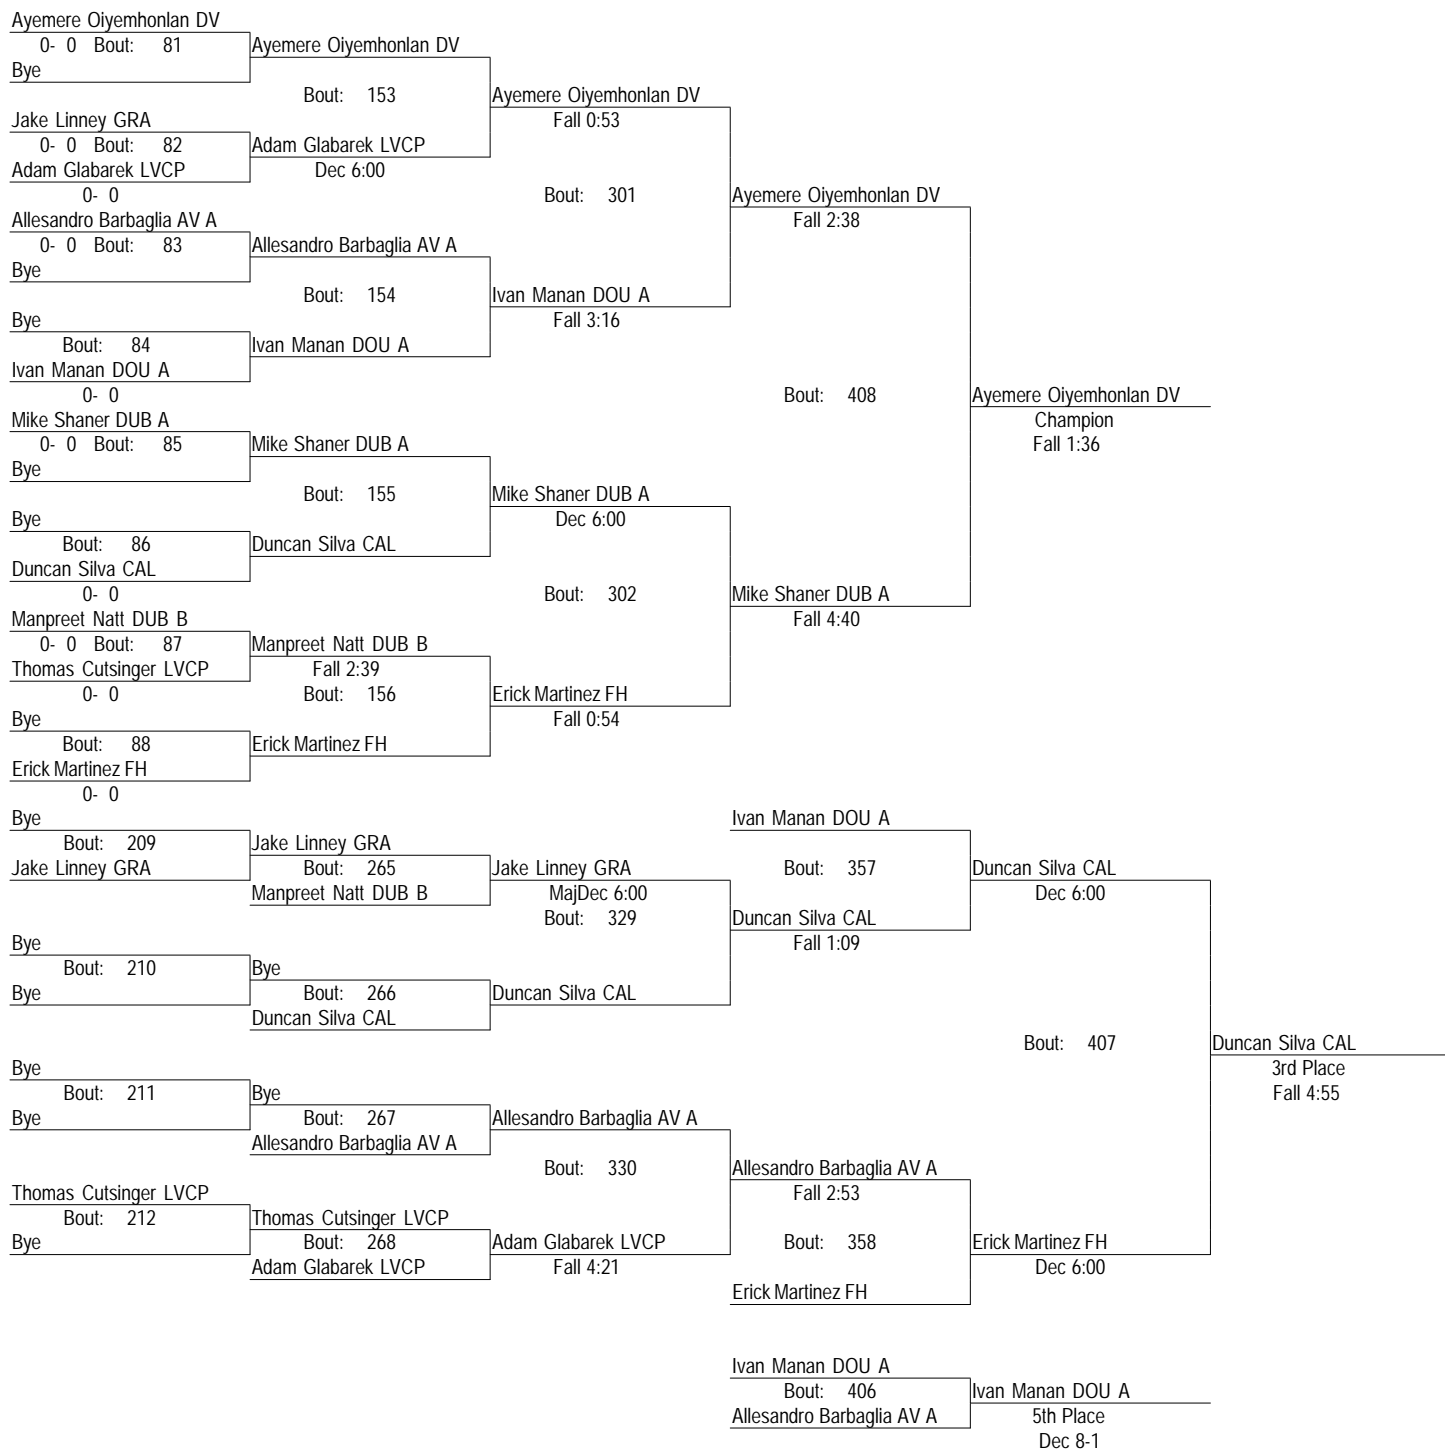 Ayemere Oiyemhonlan DV
0- 0 Bout: 81 Ayemere Oiyemhonlan DV
Bye
Bout: 153 Ayemere Oiyemhonlan DV
Jake Linney GRA Fall 0:53
0- 0 Bout: 82 Adam Glabarek LVCP
Adam Glabarek LVCP Dec 6:00
0- 0 Bout: 301 Ayemere Oiyemhonlan DV
Allesandro Barbaglia AV A Fall 2:38
0- 0 Bout: 83 Allesandro Barbaglia AV A
Bye
Bout: 154 Ivan Manan DOU A
Bye Fall 3:16
Bout: 84 Ivan Manan DOU A
Ivan Manan DOU A
0- 0 Bout: 408 Ayemere Oiyemhonlan DV
Mike Shaner DUB A Champion
0- 0 Bout: 85 Mike Shaner DUB A Fall 1:36
Bye
Bout: 155 Mike Shaner DUB A
Bye Dec 6:00
Bout: 86 Duncan Silva CAL
Duncan Silva CAL
0- 0 Bout: 302 Mike Shaner DUB A
Manpreet Natt DUB B Fall 4:40
0- 0 Bout: 87 Manpreet Natt DUB B
Thomas Cutsinger LVCP Fall 2:39
0- 0 Bout: 156 Erick Martinez FH
Bye Fall 0:54
Bout: 88 Erick Martinez FH
Erick Martinez FH
0- 0
Bye Ivan Manan DOU A
Bout: 209 Jake Linney GRA
Jake Linney GRA Bout: 265 Jake Linney GRA Bout: 357 Duncan Silva CAL
Manpreet Natt DUB B MajDec 6:00 Dec 6:00
Bout: 329 Duncan Silva CAL
Bye Fall 1:09
Bout: 210 Bye
Bye Bout: 266 Duncan Silva CAL
Duncan Silva CAL
Bout: 407 Duncan Silva CAL
Bye 3rd Place
Bout: 211 Bye Fall 4:55
Bye Bout: 267 Allesandro Barbaglia AV A
Allesandro Barbaglia AV A
Bout: 330 Allesandro Barbaglia AV A
Thomas Cutsinger LVCP Fall 2:53
Bout: 212 Thomas Cutsinger LVCP
Bye Bout: 268 Adam Glabarek LVCP Bout: 358 Erick Martinez FH
Adam Glabarek LVCP Fall 4:21 Dec 6:00
Erick Martinez FH
Ivan Manan DOU A
Bout: 406 Ivan Manan DOU A
Allesandro Barbaglia AV A 5th Place
Dec 8-1